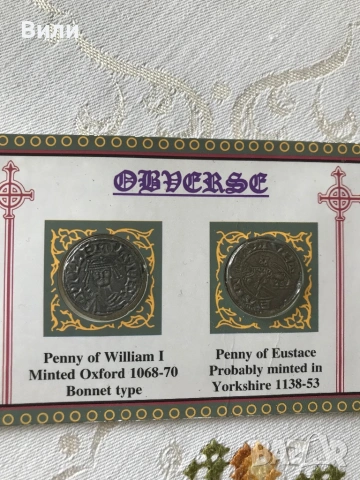 Вили.
OBVERSE
Penny of William I
Minted Oxford 1068-70
Bonnet type
Penny of Eustace
Probably minted in
Yorkshire 1138-53
BAZAR